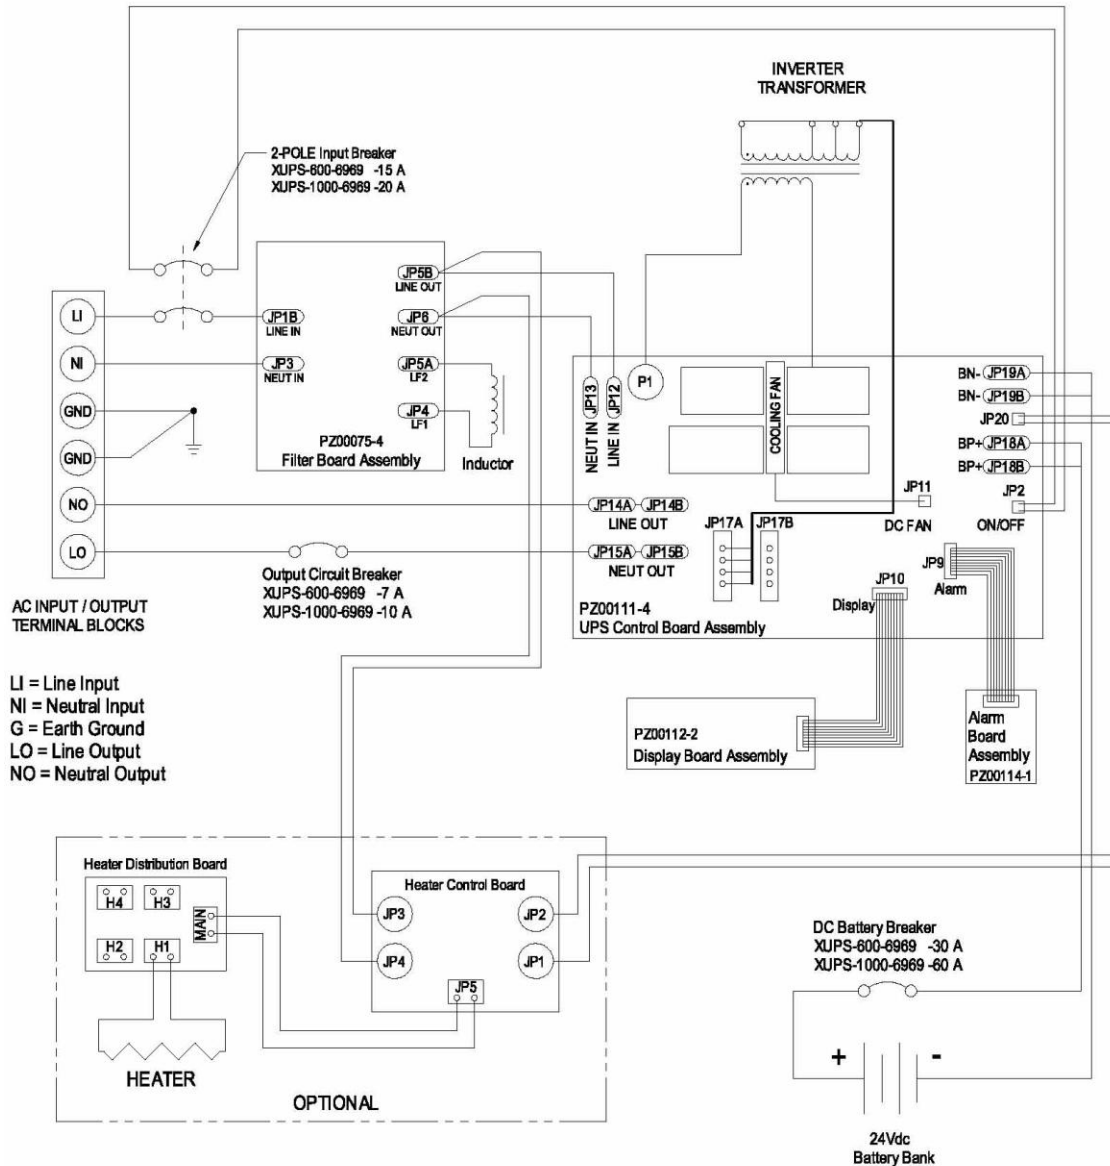 INVERTER
TRANSFORMER
2-POLE Input Breaker
XUPS-600-6969 -15 A
XUPS-1000-6969 -20 A
LI
NI
GND
GND
NO
LO
AC INPUT / OUTPUT
TERMINAL BLOCKS
JP1B
LINE IN
JP3
NEUT IN
JP5B
LINE OUT
JP6
NEUT OUT
JP5A
LF2
JP4
LF1
PZ00075-4
Filter Board Assembly
Inductor
Output Circuit Breaker
XUPS-600-6969 -7 A
XUPS-1000-6969 -10 A
NEUT IN
JP13
LINE IN
JP12
P1
COOLING FAN
BN- JP19A
BN- JP19B
JP20
BP+ JP18A
BP+ JP18B
JP2
ON/OFF
JP11
DC FAN
JP14A JP14B
LINE OUT
JP15A JP15B
NEUT OUT
JP17A JP17B
JP9
Alarm
JP10
Display
PZ00111-4
UPS Control Board Assembly
LI = Line Input
NI = Neutral Input
G = Earth Ground
LO = Line Output
NO = Neutral Output
PZ00112-2
Display Board Assembly
Alarm
Board
Assembly
PZ00114-1
Heater Distribution Board
H4 H3
H2 H1
MAIN
HEATER
Heater Control Board
JP3
JP2
JP4
JP1
JP5
OPTIONAL
DC Battery Breaker
XUPS-600-6969 -30 A
XUPS-1000-6969 -60 A
+ -
24Vdc
Battery Bank